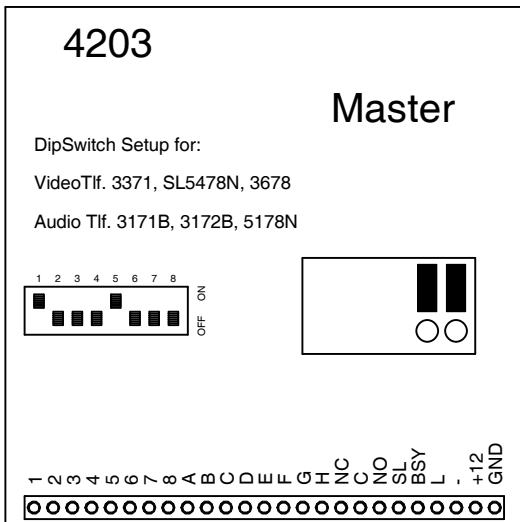 4203
Master
DipSwitch Setup for:
VideoTlf. 3371, SL5478N, 3678
Audio Tlf. 3171B, 3172B, 5178N
1 2 3 4 5 6 7 8
ON
OFF
1 2 3 4 5 6 7 8 A B C D E F G H NC C NO SL BSY L - +12 GND